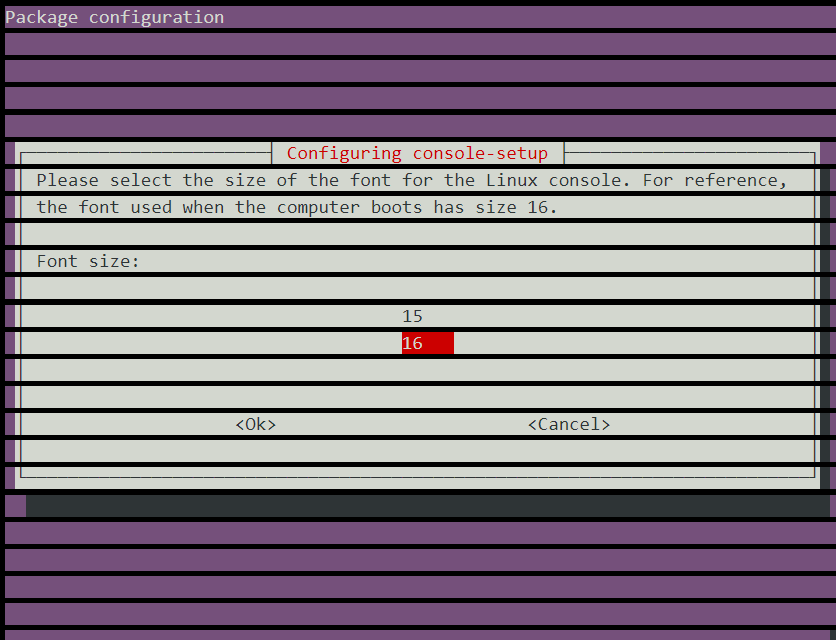 Package configuration
Configuring console-setup
Please select the size of the font for the Linux console. For reference,
the font used when the computer boots has size 16.
Font size:
15
16
<Ok> <Cancel>